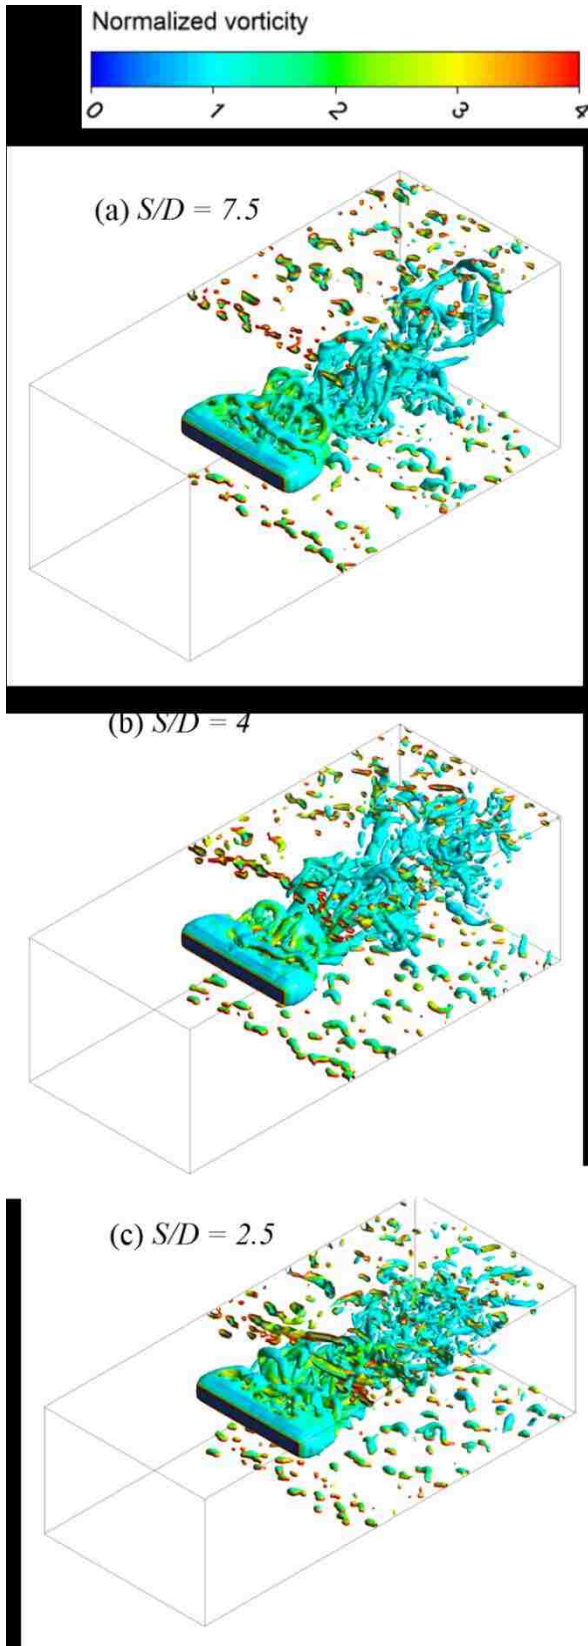 Normalized vorticity
0 1 2 3 4
(a) S/D = 7.5
(b) S/D = 4
(c) S/D = 2.5